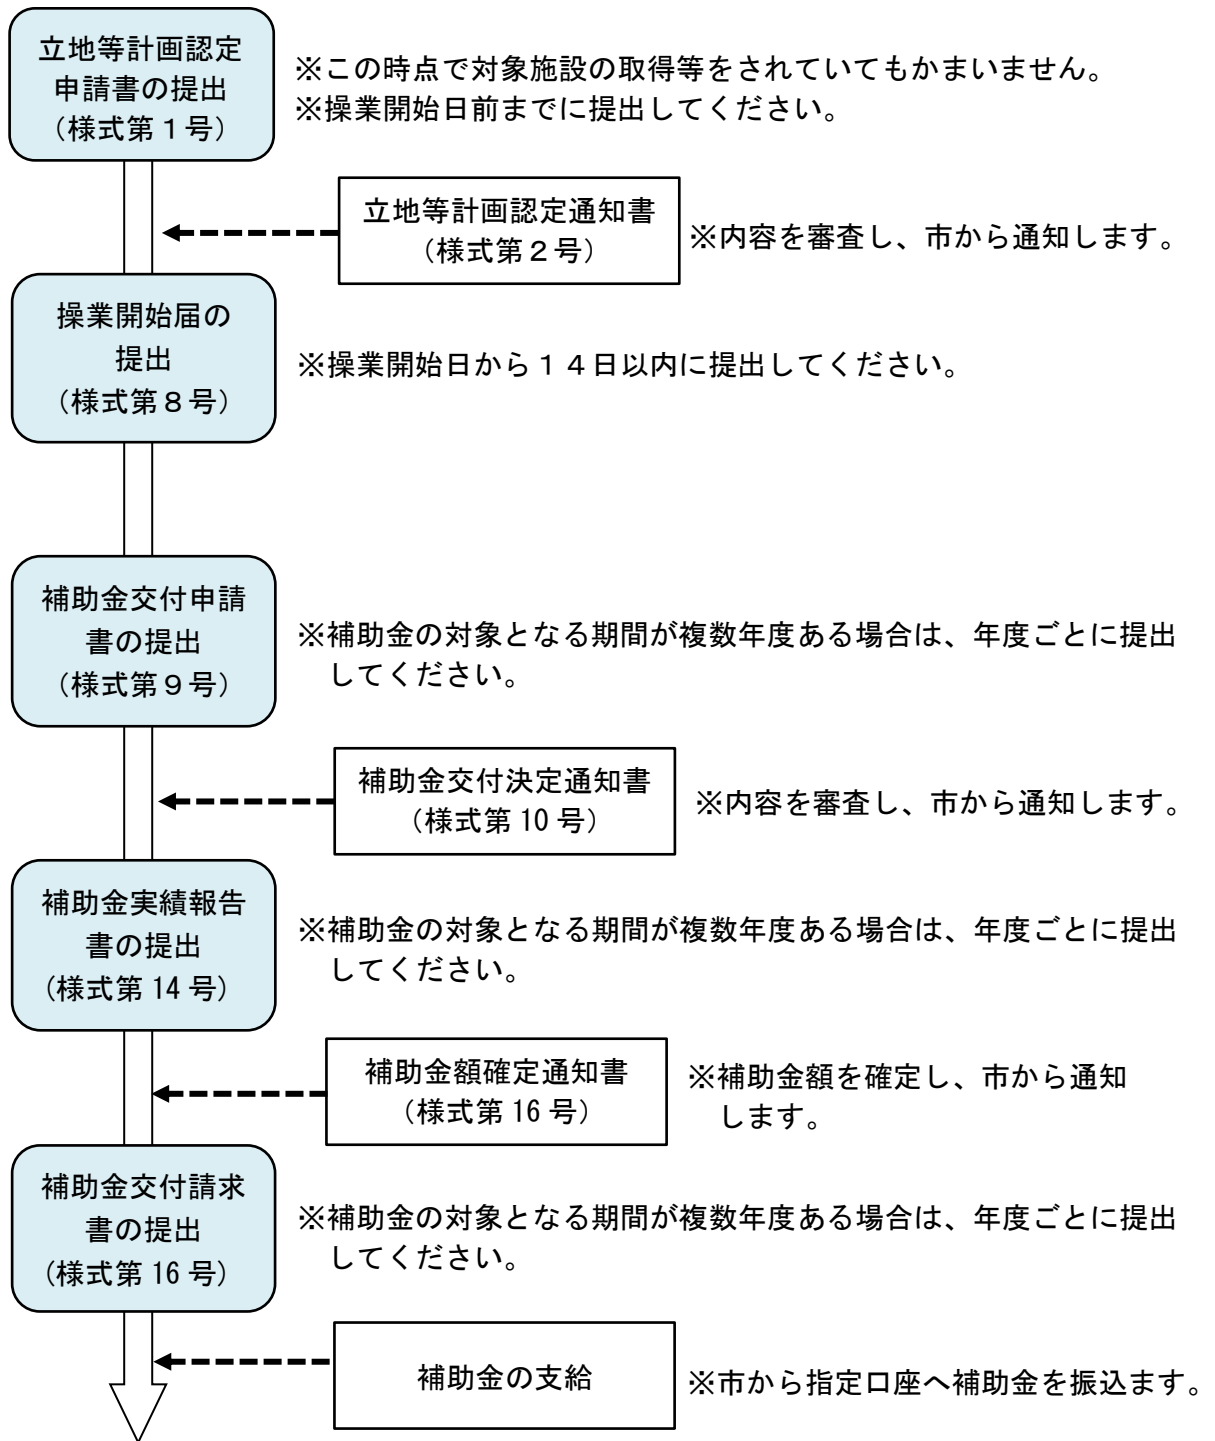 立地等計画認定
申請書の提出
（様式第１号）
※この時点で対象施設の取得等をされていてもかまいません。
※操業開始日前までに提出してください。
立地等計画認定通知書
（様式第２号）
※内容を審査し、市から通知します。
操業開始届の
提出
（様式第８号）
※操業開始日から１４日以内に提出してください。
補助金交付申請
書の提出
（様式第９号）
※補助金の対象となる期間が複数年度ある場合は、年度ごとに提出
してください。
補助金交付決定通知書
（様式第 10 号）
※内容を審査し、市から通知します。
補助金実績報告
書の提出
（様式第 14 号）
※補助金の対象となる期間が複数年度ある場合は、年度ごとに提出
してください。
補助金額確定通知書
（様式第 16 号）
※補助金額を確定し、市から通知
します。
補助金交付請求
書の提出
（様式第 16 号）
※補助金の対象となる期間が複数年度ある場合は、年度ごとに提出
してください。
補助金の支給
※市から指定口座へ補助金を振込ます。